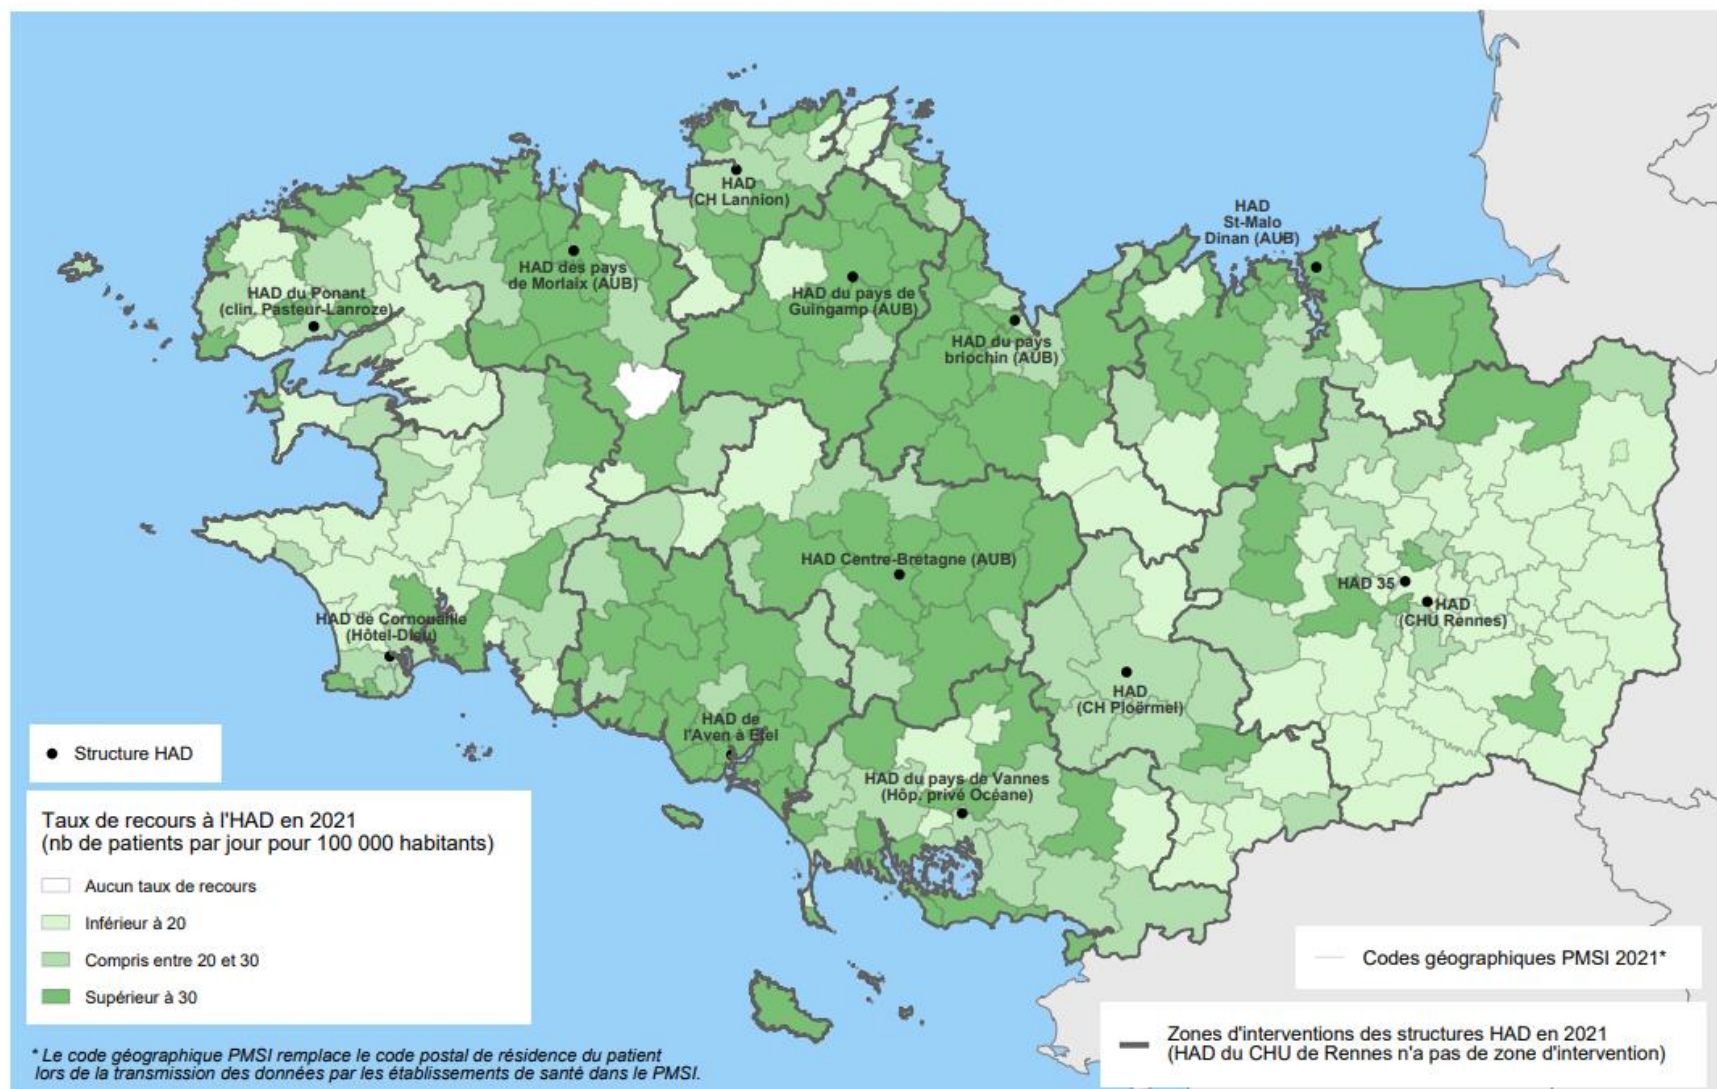 HAD
(CH Lannion)
HAD
St-Malo
Dinan (AUB)
HAD des pays
de Morlaix (AUB)
HAD du Ponant
(clin. Pasteur-Lanroze)
HAD du pays de
Guingamp (AUB)
HAD du pays
briochin (AUB)
HAD Centre-Bretagne (AUB)
HAD 35
HAD
(CHU Rennes)
HAD de Cornouaille
(Hôtel-Dieu)
HAD
(CH Ploërmel)
HAD de
l'Aven à Etel
HAD du pays de Vannes
(Hôp. privé Océane)
Structure HAD
Taux de recours à l'HAD en 2021
(nb de patients par jour pour 100 000 habitants)
Aucun taux de recours
Inférieur à 20
Compris entre 20 et 30
Supérieur à 30
Codes géographiques PMSI 2021*
Zones d'interventions des structures HAD en 2021
(HAD du CHU de Rennes n'a pas de zone d'intervention)
* Le code géographique PMSI remplace le code postal de résidence du patient
lors de la transmission des données par les établissements de santé dans le PMSI.